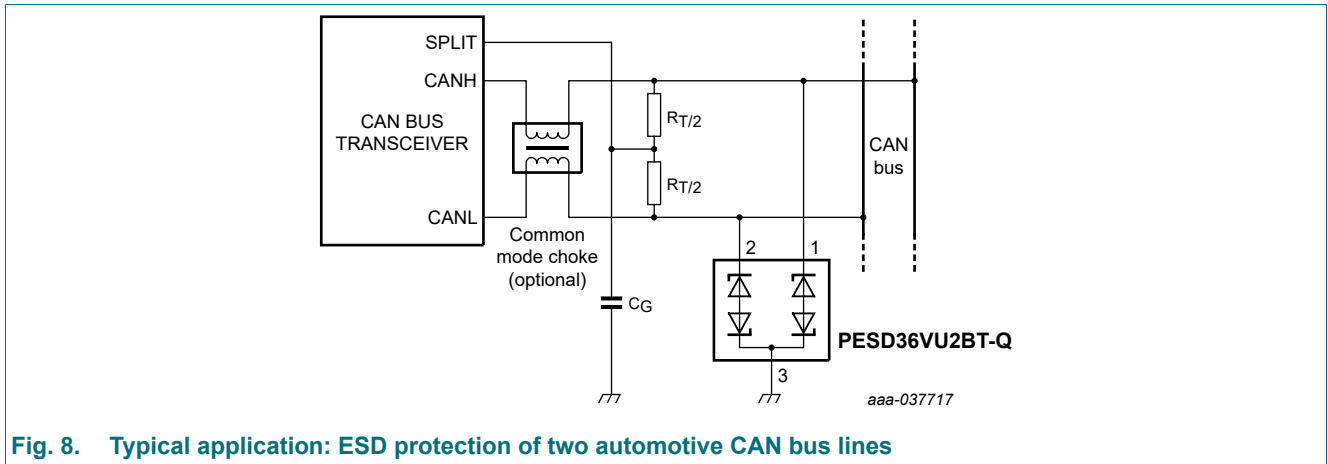 SPLIT
CANH
CAN BUS
TRANSCEIVER
CANL
Common
mode choke
(optional)
RT/2
RT/2
CG
CAN
bus
2
1
PESD36VU2BT-Q
3
aaa-037717
Fig. 8. Typical application: ESD protection of two automotive CAN bus lines